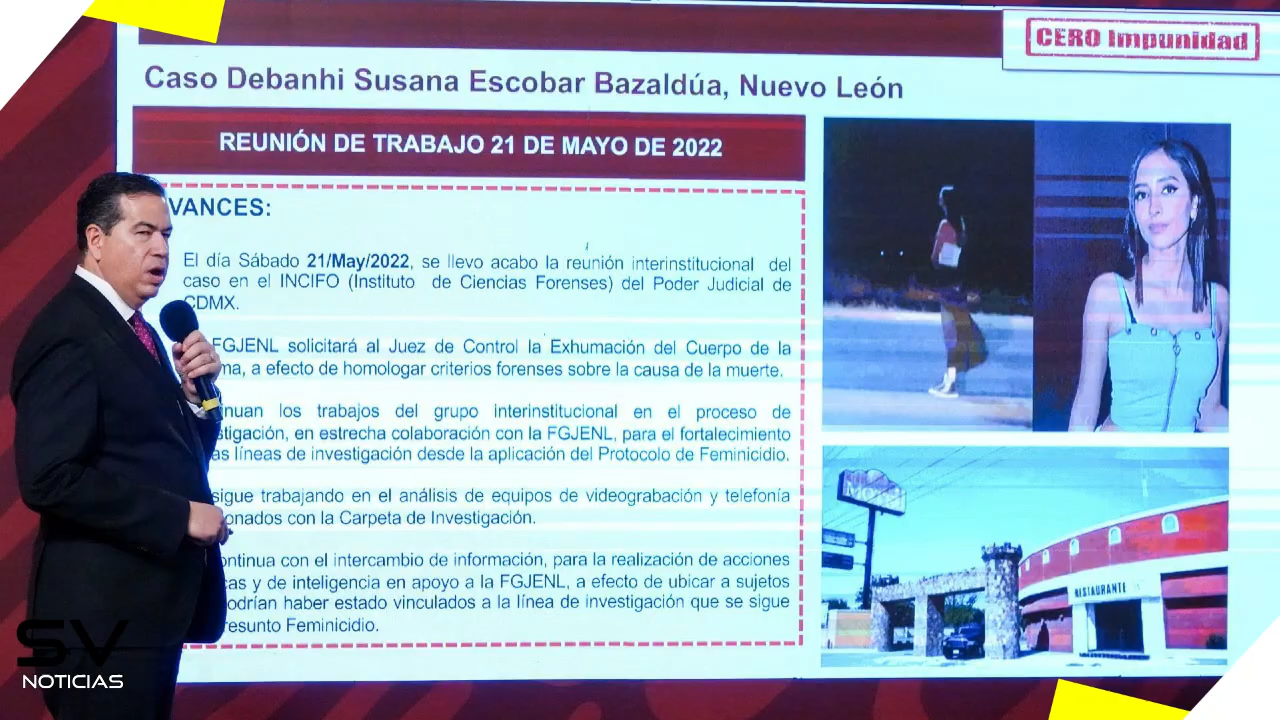 CERO Impunidad
Caso Debanhi Susana Escobar Bazaldúa, Nuevo León
REUNIÓN DE TRABAJO 21 DE MAYO DE 2022
VANCES:
El día Sábado 21/May/2022, se llevo acabo la reunión interinstitucional del
caso en el INCIFO (Instituto de Ciencias Forenses) del Poder Judicial de
CDMX.
FGJENL solicitará al Juez de Control la Exhumación del Cuerpo de la
ma, a efecto de homologar criterios forenses sobre la causa de la muerte.
inuan los trabajos del grupo interinstitucional en el proceso de
stigación, en estrecha colaboración con la FGJENL, para el fortalecimiento
as líneas de investigación desde la aplicación del Protocolo de Feminicidio.
sigue trabajando en el análisis de equipos de videograbación y telefonía
onados con la Carpeta de Investigación.
ontinua con el intercambio de información, para la realización de acciones
cas y de inteligencia en apoyo a la FGJENL, a efecto de ubicar a sujetos
odrían haber estado vinculados a la línea de investigación que se sigue
resunto Feminicidio.
RESTAURANTE
SV
NOTICIAS